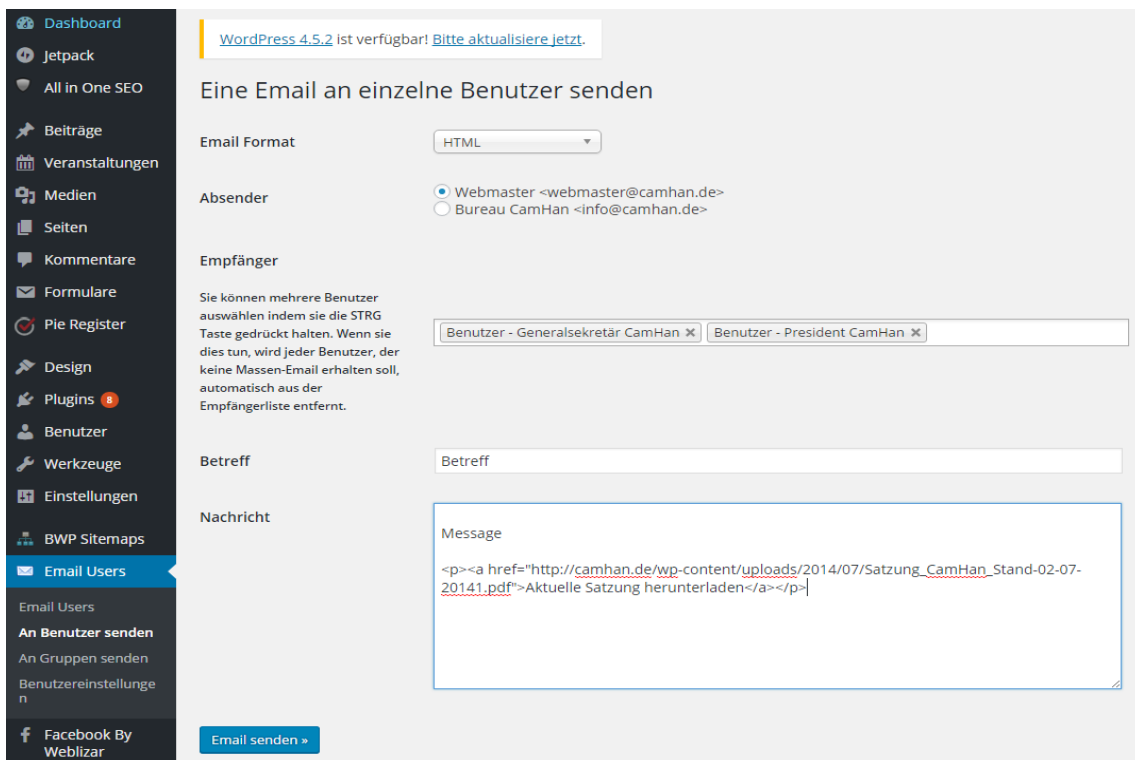 Dashboard
Jetpack
All in One SEO
Beiträge
Veranstaltungen
Medien
Seiten
Kommentare
Formulare
Pie Register
Design
Plugins 8
Benutzer
Werkzeuge
Einstellungen
BWP Sitemaps
Email Users
Email Users
An Benutzer senden
An Gruppen senden
Benutzereinstellunge
n
Facebook By
Weblizar
WordPress 4.5.2 ist verfügbar! Bitte aktualisiere jetzt.
Eine Email an einzelne Benutzer senden
Email Format
HTML
Absender
Webmaster <webmaster@camhan.de>
Bureau CamHan <info@camhan.de>
Empfänger
Sie können mehrere Benutzer
auswählen indem sie die STRG
Taste gedrückt halten. Wenn sie
dies tun, wird jeder Benutzer, der
keine Massen-Email erhalten soll,
automatisch aus der
Empfängerliste entfernt.
Benutzer - Generalsekretär CamHan × Benutzer - President CamHan ×
Betreff
Betreff
Nachricht
Message
<p><a href="http://camhan.de/wp-content/uploads/2014/07/Satzung_CamHan_Stand-02-07-
20141.pdf">Aktuelle Satzung herunterladen</a></p>
Email senden »